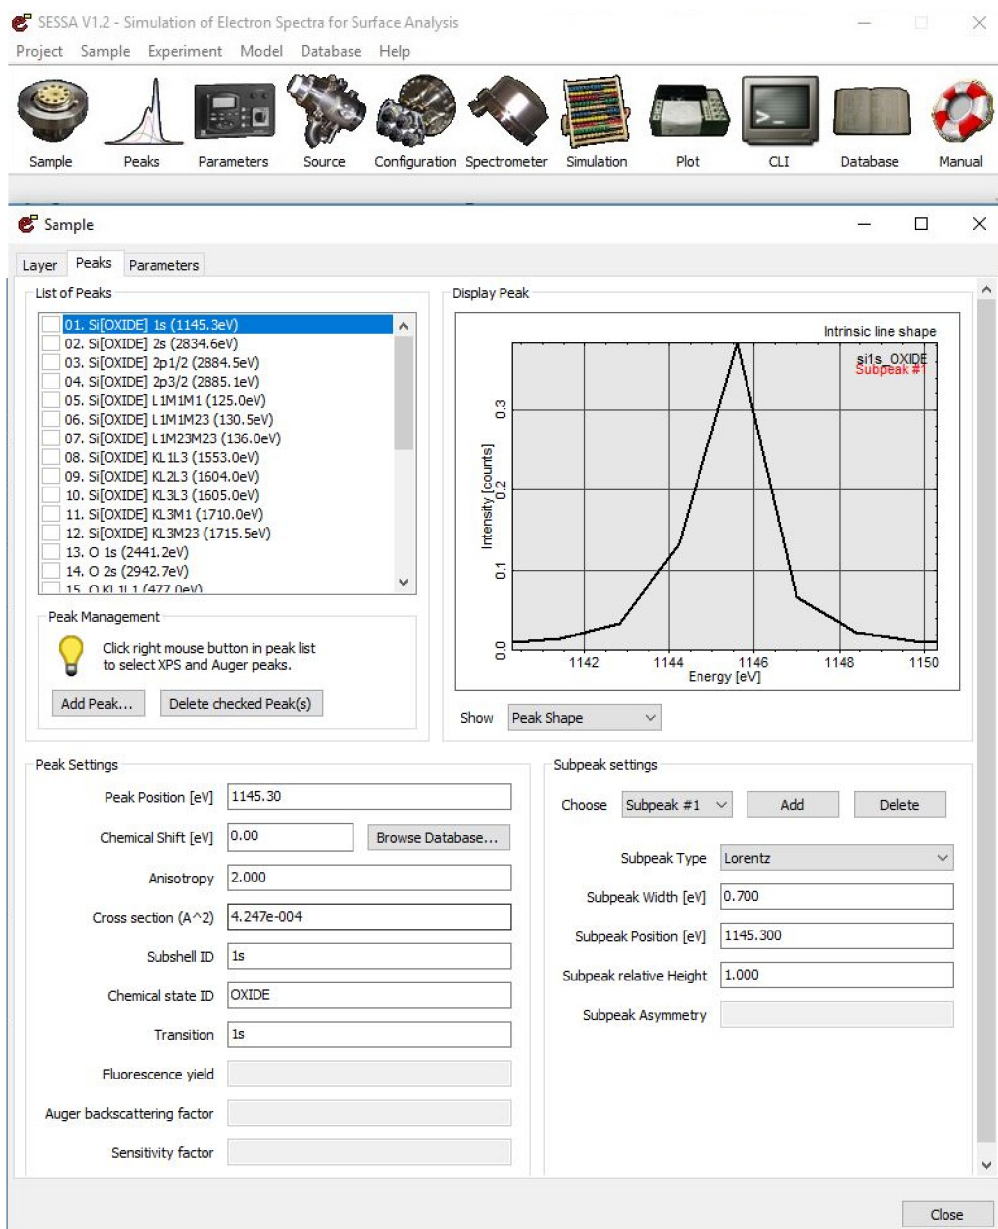 SESSA V1.2 - Simulation of Electron Spectra for Surface Analysis
Project Sample Experiment Model Database Help
Sample Peaks Parameters Source Configuration Spectrometer Simulation Plot CLI Database Manual
Sample
Layer Peaks Parameters
List of Peaks
01. Si[OXIDE] 1s (1145.3eV)
02. Si[OXIDE] 2s (2834.6eV)
03. Si[OXIDE] 2p1/2 (2884.5eV)
04. Si[OXIDE] 2p3/2 (2885.1eV)
05. Si[OXIDE] L1M1M1 (125.0eV)
06. Si[OXIDE] L1M1M23 (130.5eV)
07. Si[OXIDE] L1M23M23 (136.0eV)
08. Si[OXIDE] KL1L3 (1553.0eV)
09. Si[OXIDE] KL2L3 (1604.0eV)
10. Si[OXIDE] KL3L3 (1605.0eV)
11. Si[OXIDE] KL3M1 (1710.0eV)
12. Si[OXIDE] KL3M23 (1715.5eV)
13. O 1s (2441.2eV)
14. O 2s (2942.7eV)
15. O KL1L1 (477.0eV)
Peak Management
Click right mouse button in peak list
to select XPS and Auger peaks.
Add Peak... Delete checked Peak(s)
Display Peak
Intrinsic line shape
si1s_OXIDE
Subpeak #1
Intensity [counts]
0.3
0.2
0.1
0.0
1142 1144 1146 1148 1150
Energy [eV]
Show Peak Shape
Peak Settings
Peak Position [eV] 1145.30
Chemical Shift [eV] 0.00 Browse Database...
Anisotropy 2.000
Cross section (A^2) 4.247e-004
Subshell ID 1s
Chemical state ID OXIDE
Transition 1s
Fluorescence yield
Auger backscattering factor
Sensitivity factor
Subpeak settings
Choose Subpeak #1 Add Delete
Subpeak Type Lorentz
Subpeak Width [eV] 0.700
Subpeak Position [eV] 1145.300
Subpeak relative Height 1.000
Subpeak Asymmetry
Close